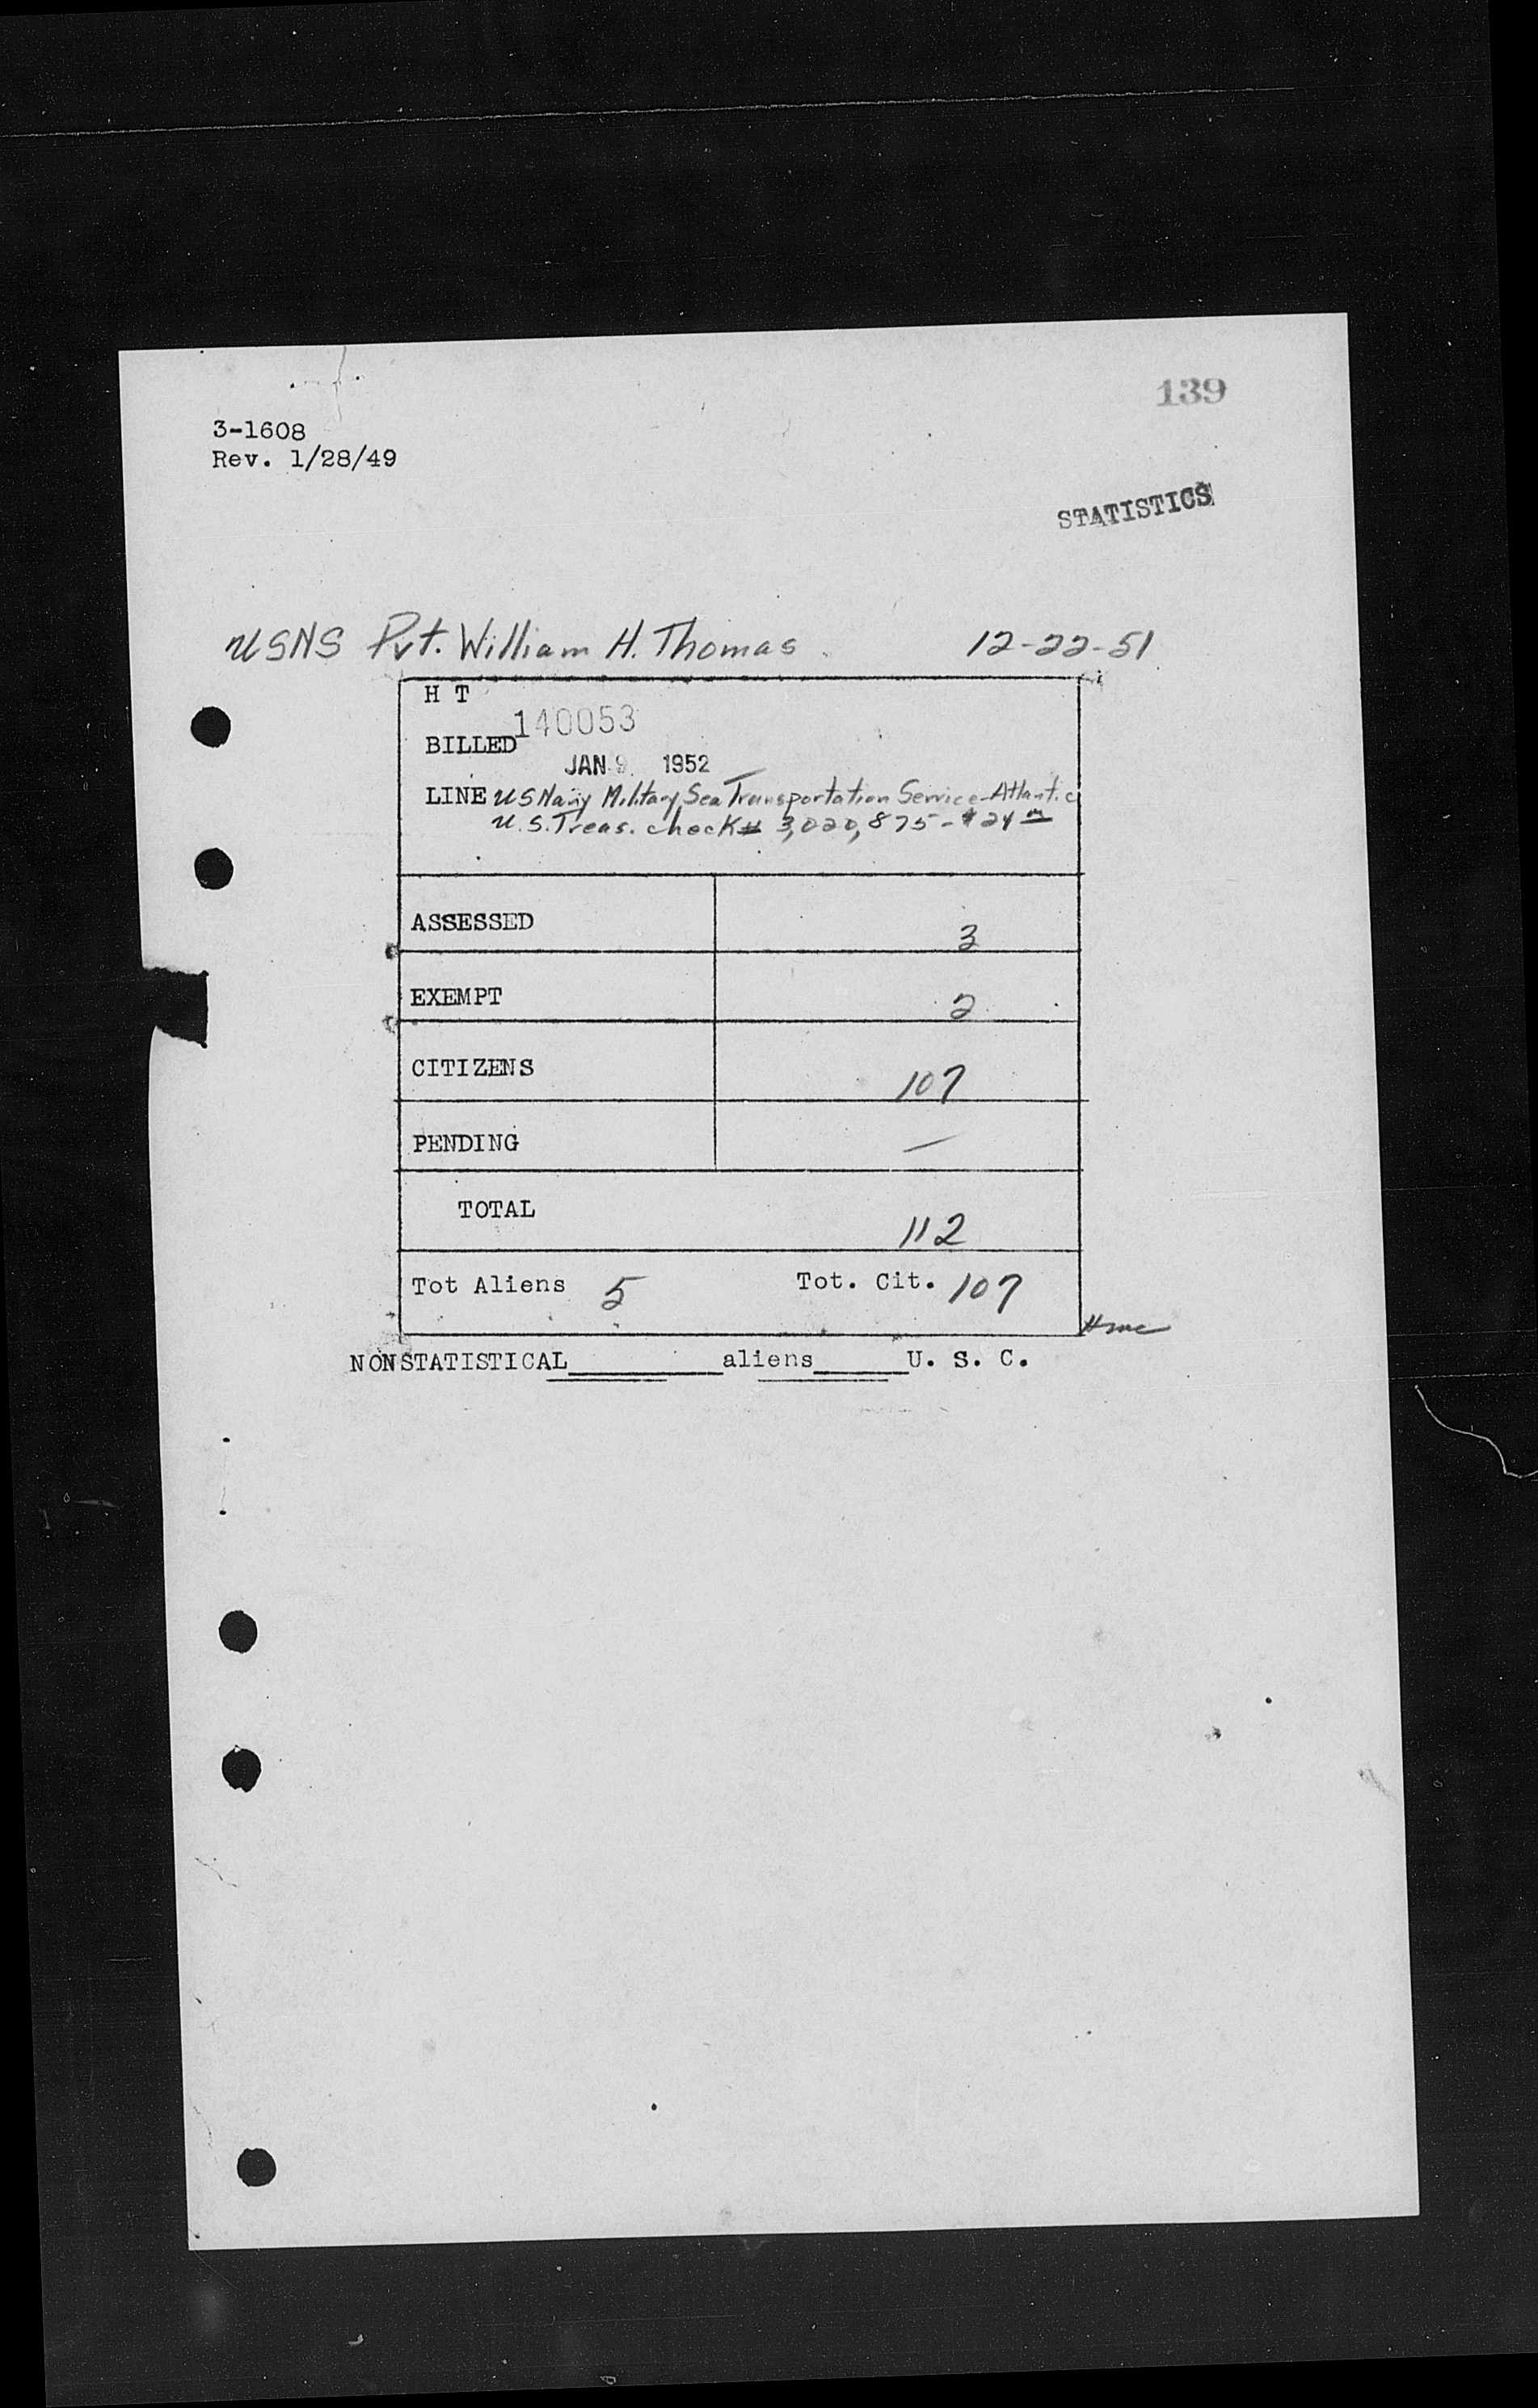 139
3-1608
Rev. 1/28/49
STATISTICS
USNS Pvt. William H. Thomas 12-22-51
H T
140053
BILLED
JAN 9 1952
LINE US Navy Military Sea Transportation Service-Atlantic
U.S. Treas. check# 3,020,875 - $24
ASSESSED 3
EXEMPT 2
CITIZENS 107
PENDING —
TOTAL 112
Tot Aliens 5 Tot. Cit. 107
NONSTATISTICAL________aliens_____U. S. C.